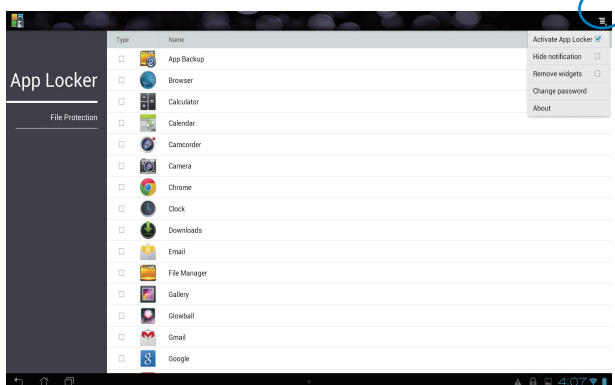 App Locker
File Protection
Type Name
App Backup
Browser
Calculator
Calendar
Camcorder
Camera
Chrome
Clock
Downloads
Email
File Manager
Gallery
Glowball
Gmail
8 Google
Activate App Locker
Hide notification
Remove widgets
Change password
About
4:07